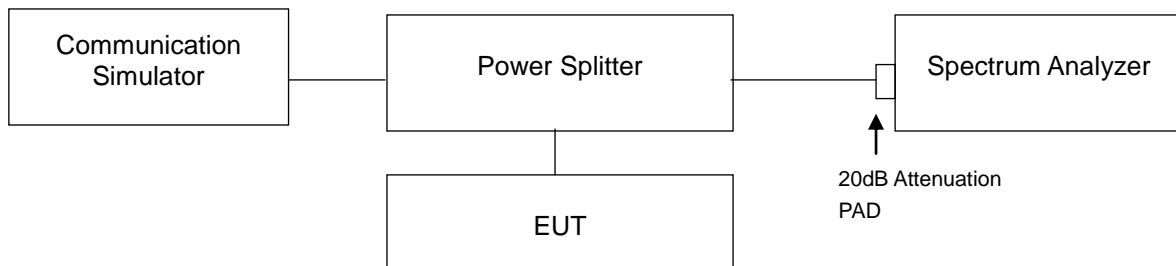 Communication
Simulator
Power Splitter
Spectrum Analyzer
20dB Attenuation
PAD
EUT